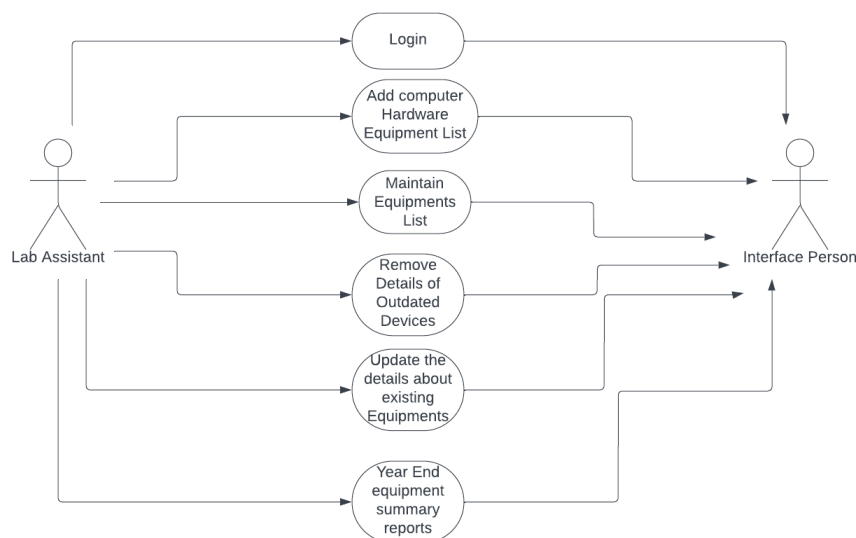 Login
Add computer
Hardware
Equipment List
Maintain
Equipments
List
Lab Assistant
Interface Person
Remove
Details of
Outdated
Devices
Update the
details about
existing
Equipments
Year End
equipment
summary
reports